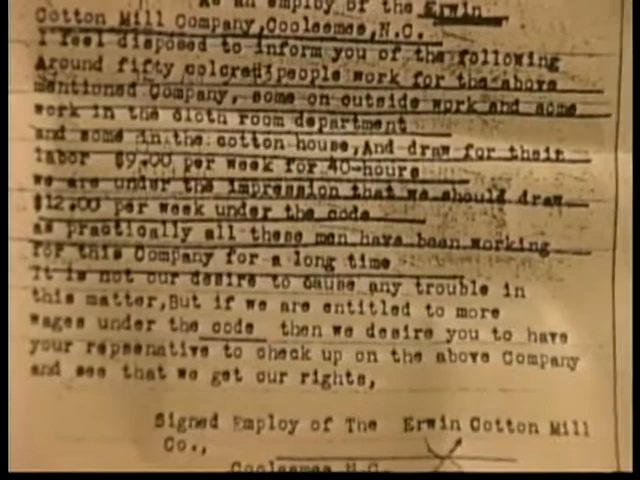 As an employ of the Erwin
Cotton Mill Company,Cooleemee,N.C.
I feel disposed to inform you of the following
Around fifty colored people work for the above
mentioned Company, some on outside work and some
work in the cloth room department
and some in the cotton house,And draw for their
labor $9.00 per week for 40-hours
we are under the impression that we should draw
$12.00 per week under the code
as practically all these men have been working
for this Company for a long time
It is not our desire to cause any trouble in
this matter,But if we are entitled to more
wages under the code then we desire you to have
your repsenative to check up on the above Company
and see that we get our rights,
Signed Employ of The Erwin Cotton Mill
Co.,
Cooleemee N.C.